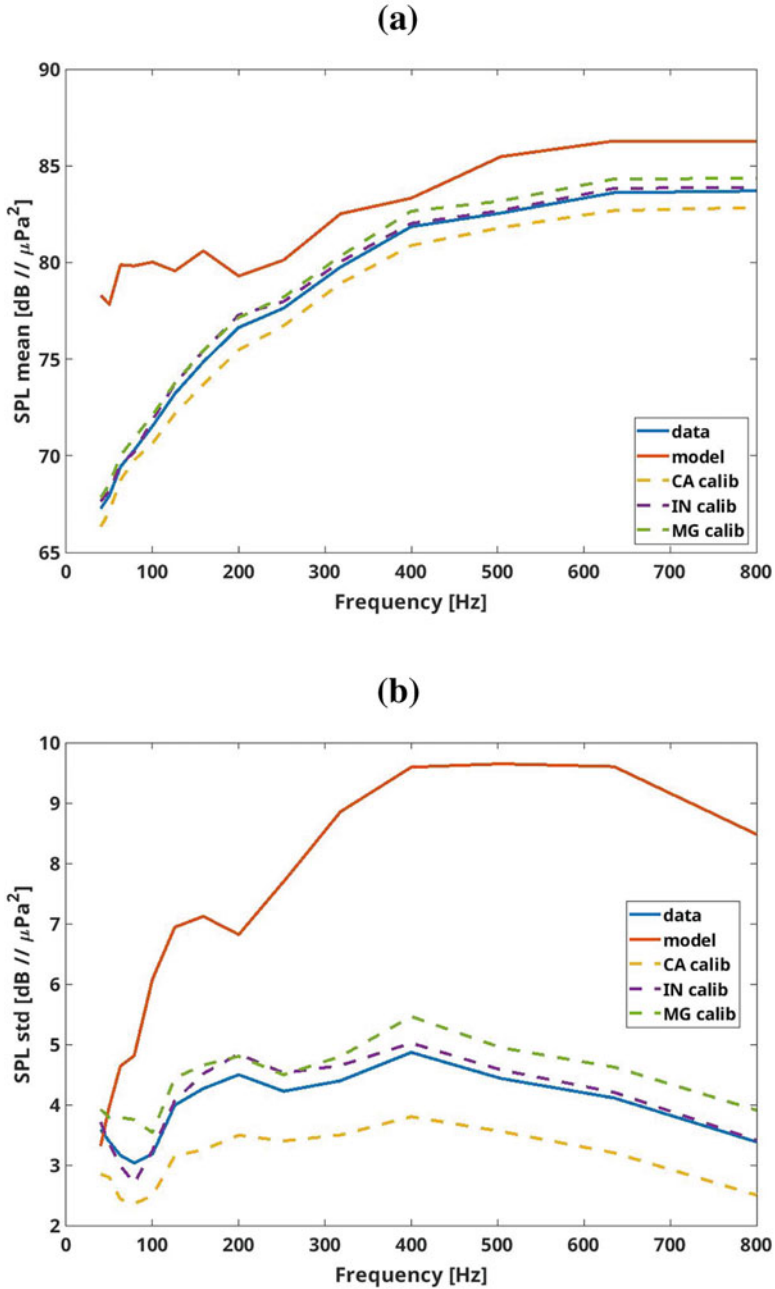 (a)
90
85
80
75
70
65
SPL mean [dB // μPa²]
data
model
CA calib
IN calib
MG calib
0 100 200 300 400 500 600 700 800
Frequency [Hz]
(b)
10
9
8
7
6
5
4
3
2
SPL std [dB // μPa²]
data
model
CA calib
IN calib
MG calib
0 100 200 300 400 500 600 700 800
Frequency [Hz]